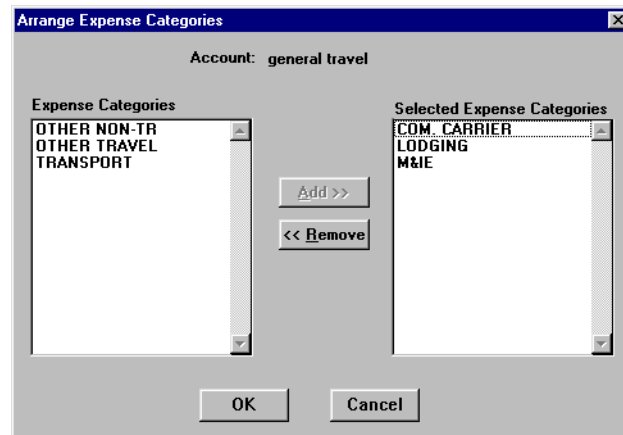 Arrange Expense Categories
Account: general travel
Expense Categories
OTHER NON-TR
OTHER TRAVEL
TRANSPORT
Add >>
<< Remove
Selected Expense Categories
COM. CARRIER
LODGING
M&IE
OK
Cancel